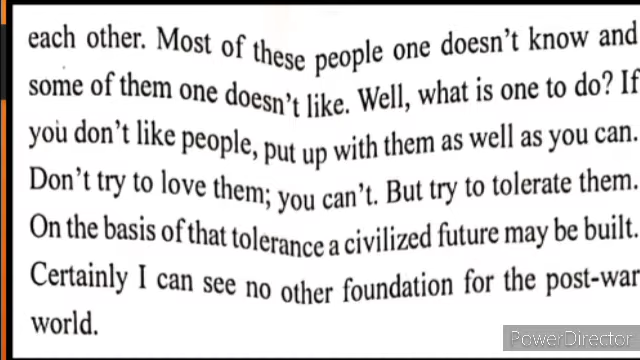 each other. Most of these people one doesn't know and
some of them one doesn't like. Well, what is one to do? If
you don't like people, put up with them as well as you can.
Don't try to love them; you can't. But try to tolerate them.
On the basis of that tolerance a civilized future may be built.
Certainly I can see no other foundation for the post-war
world.
PowerDirector